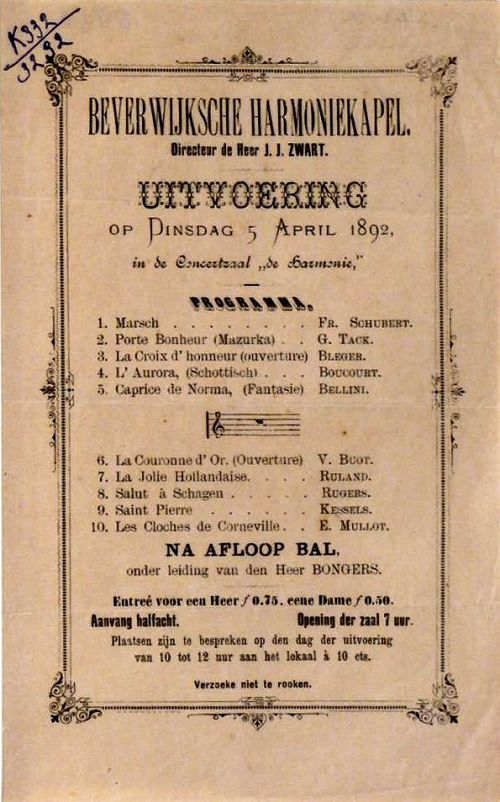 K 332
3292
BEVERWIJKSCHE HARMONIEKAPEL.
Directeur de Heer J. J. ZWART.
UITVOERING
OP DINSDAG 5 APRIL 1892,
in de Concertzaal „de Harmonie,"
PROGRAMMA.
1. Marsch . . . . . . . . FR. SCHUBERT.
2. Porte Bonheur (Mazurka) . . G. TACK.
3. La Croix d' honneur (ouverture) BLEGER.
4. L' Aurora, (Schottisch) . . . BOUCOURT.
5. Caprice de Norma, (Fantasie) BELLINI.
6. La Couronne d' Or. (Ouverture) V. BUOT.
7. La Jolie Hollandaise. . . . RULAND.
8. Salut à Schagen . . . . . RUGERS.
9. Saint Pierre . . . . . . KESSELS.
10. Les Cloches de Corneville. . E. MULLOT.
NA AFLOOP BAL,
onder leiding van den Heer BONGERS.
Entreé voor een Heer f 0.75, eene Dame f 0.50.
Aanvang halfacht. Opening der zaal 7 uur.
Plaatsen zijn te bespreken op den dag der uitvoering
van 10 tot 12 uur aan het lokaal à 10 cts.
Verzoeke niet te rooken.